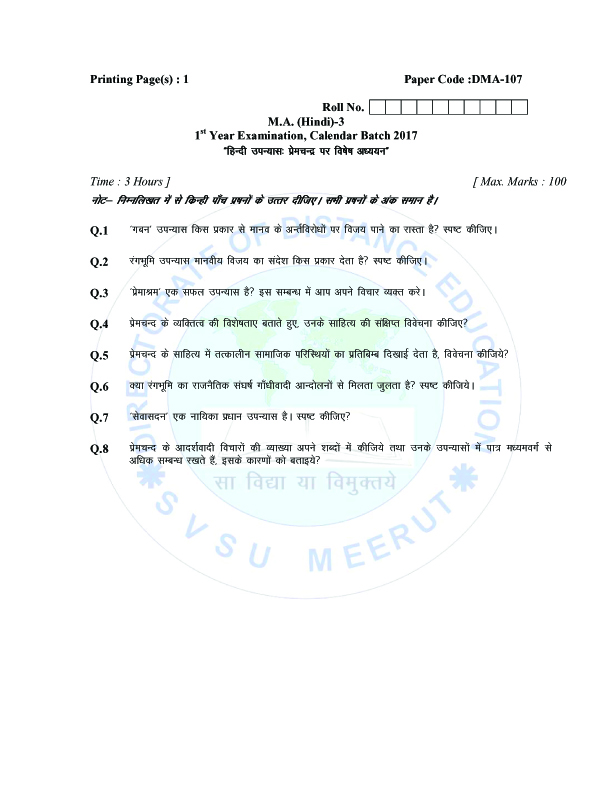 Printing Page(s) : 1 Paper Code :DMA-107
Roll No.
M.A. (Hindi)-3
1st Year Examination, Calendar Batch 2017
"हिन्दी उपन्यासः प्रेमचन्द्र पर विषेष अध्ययन"
Time : 3 Hours ] [ Max. Marks : 100
नोट– निम्नलिखत में से किन्ही पाँच प्रषनों के उत्तर दीजिए। सभी प्रषनों के अंक समान है।
Q.1 'गबन' उपन्यास किस प्रकार से मानव के अर्न्तविरोधों पर विजय पाने का रास्ता है? स्पष्ट कीजिए।
Q.2 रंगभूमि उपन्यास मानवीय विजय का संदेश किस प्रकार देता है? स्पष्ट कीजिए।
Q.3 'प्रेमाश्रम' एक सफल उपन्यास है? इस सम्बन्ध में आप अपने विचार व्यक्त करे।
Q.4 प्रेमचन्द के व्यक्तित्व की विशेषताए बताते हुए, उनके साहित्य की संक्षिप्त विवेचना कीजिए?
Q.5 प्रेमचन्द के साहित्य में तत्कालीन सामाजिक परिस्थियों का प्रतिबिम्ब दिखाई देता है, विवेचना कीजिये?
Q.6 क्या रंगभूमि का राजनैतिक संघर्ष गाँधीवादी आन्दोलनों से मिलता जुलता है? स्पष्ट कीजिये।
Q.7 'सेवासदन' एक नायिका प्रधान उपन्यास है। स्पष्ट कीजिए?
Q.8 प्रेमचन्द के आदर्शवादी विचारों की व्याख्या अपने शब्दों में कीजिये तथा उनके उपन्यासों में पात्र मध्यमवर्ग से
अधिक सम्बन्ध रखते हैं, इसके कारणों को बताइये?
DIRECTORATE OF DISTANCE EDUCATION
सा विद्या या विमुक्तये
SVSU MEERUT